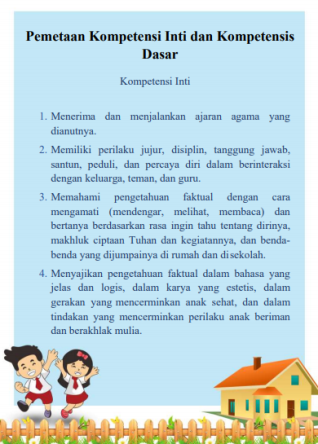 Pemetaan Kompetensi Inti dan Kompetensis
Dasar
Kompetensi Inti
1. Menerima dan menjalankan ajaran agama yang
dianutnya.
2. Memiliki perilaku jujur, disiplin, tanggung jawab,
santun, peduli, dan percaya diri dalam berinteraksi
dengan keluarga, teman, dan guru.
3. Memahami pengetahuan faktual dengan cara
mengamati (mendengar, melihat, membaca) dan
bertanya berdasarkan rasa ingin tahu tentang dirinya,
makhluk ciptaan Tuhan dan kegiatannya, dan benda-
benda yang dijumpainya di rumah dan disekolah.
4. Menyajikan pengetahuan faktual dalam bahasa yang
jelas dan logis, dalam karya yang estetis, dalam
gerakan yang mencerminkan anak sehat, dan dalam
tindakan yang mencerminkan perilaku anak beriman
dan berakhlak mulia.